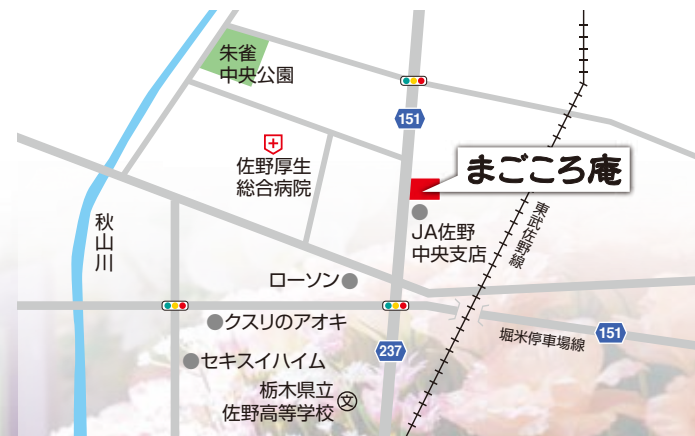 朱雀
中央公園
151
佐野厚生
総合病院
まごころ庵
JA佐野
中央支店
東武佐野線
秋山川
ローソン
クスリのアオキ
堀米停車場線
151
237
セキスイハイム
栃木県立
佐野高等学校
文